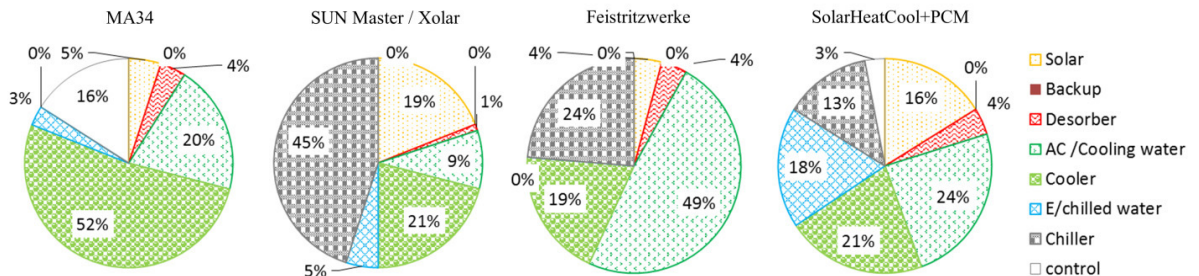 MA34
SUN Master / Xolar
Feistritzwerke
SolarHeatCool+PCM
0% 5% 0% 4% 20% 52% 3% 16%
0% 0% 19% 1% 9% 21% 5% 45%
4% 0% 0% 4% 49% 19% 0% 24%
3% 0% 16% 4% 24% 21% 18% 13%
Solar
Backup
Desorber
AC /Cooling water
Cooler
E/chilled water
Chiller
control